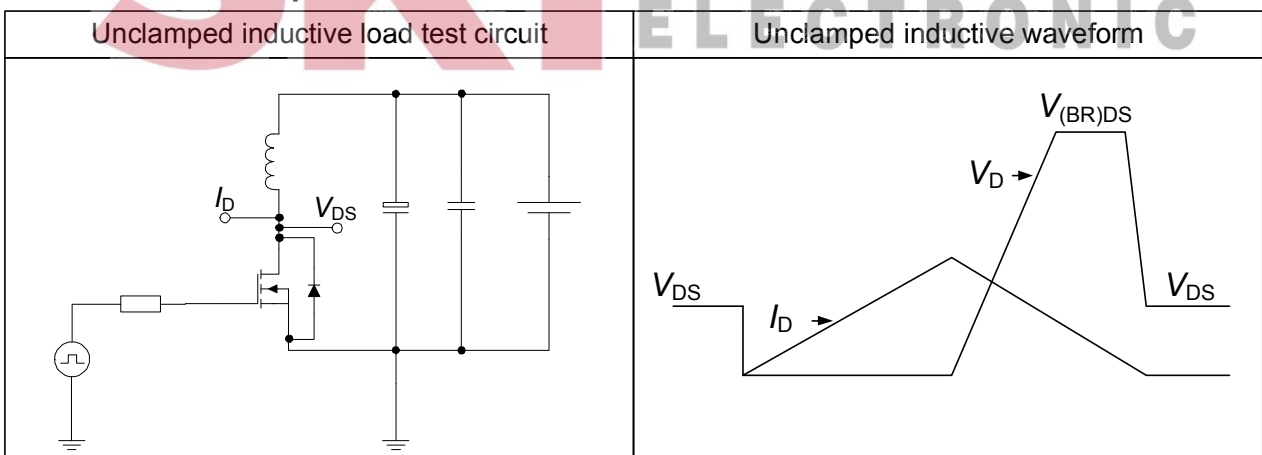 ELECTRONIC
Unclamped inductive load test circuit
Unclamped inductive waveform
V(BR)DS
VD
ID
VDS
VDS
ID
VDS